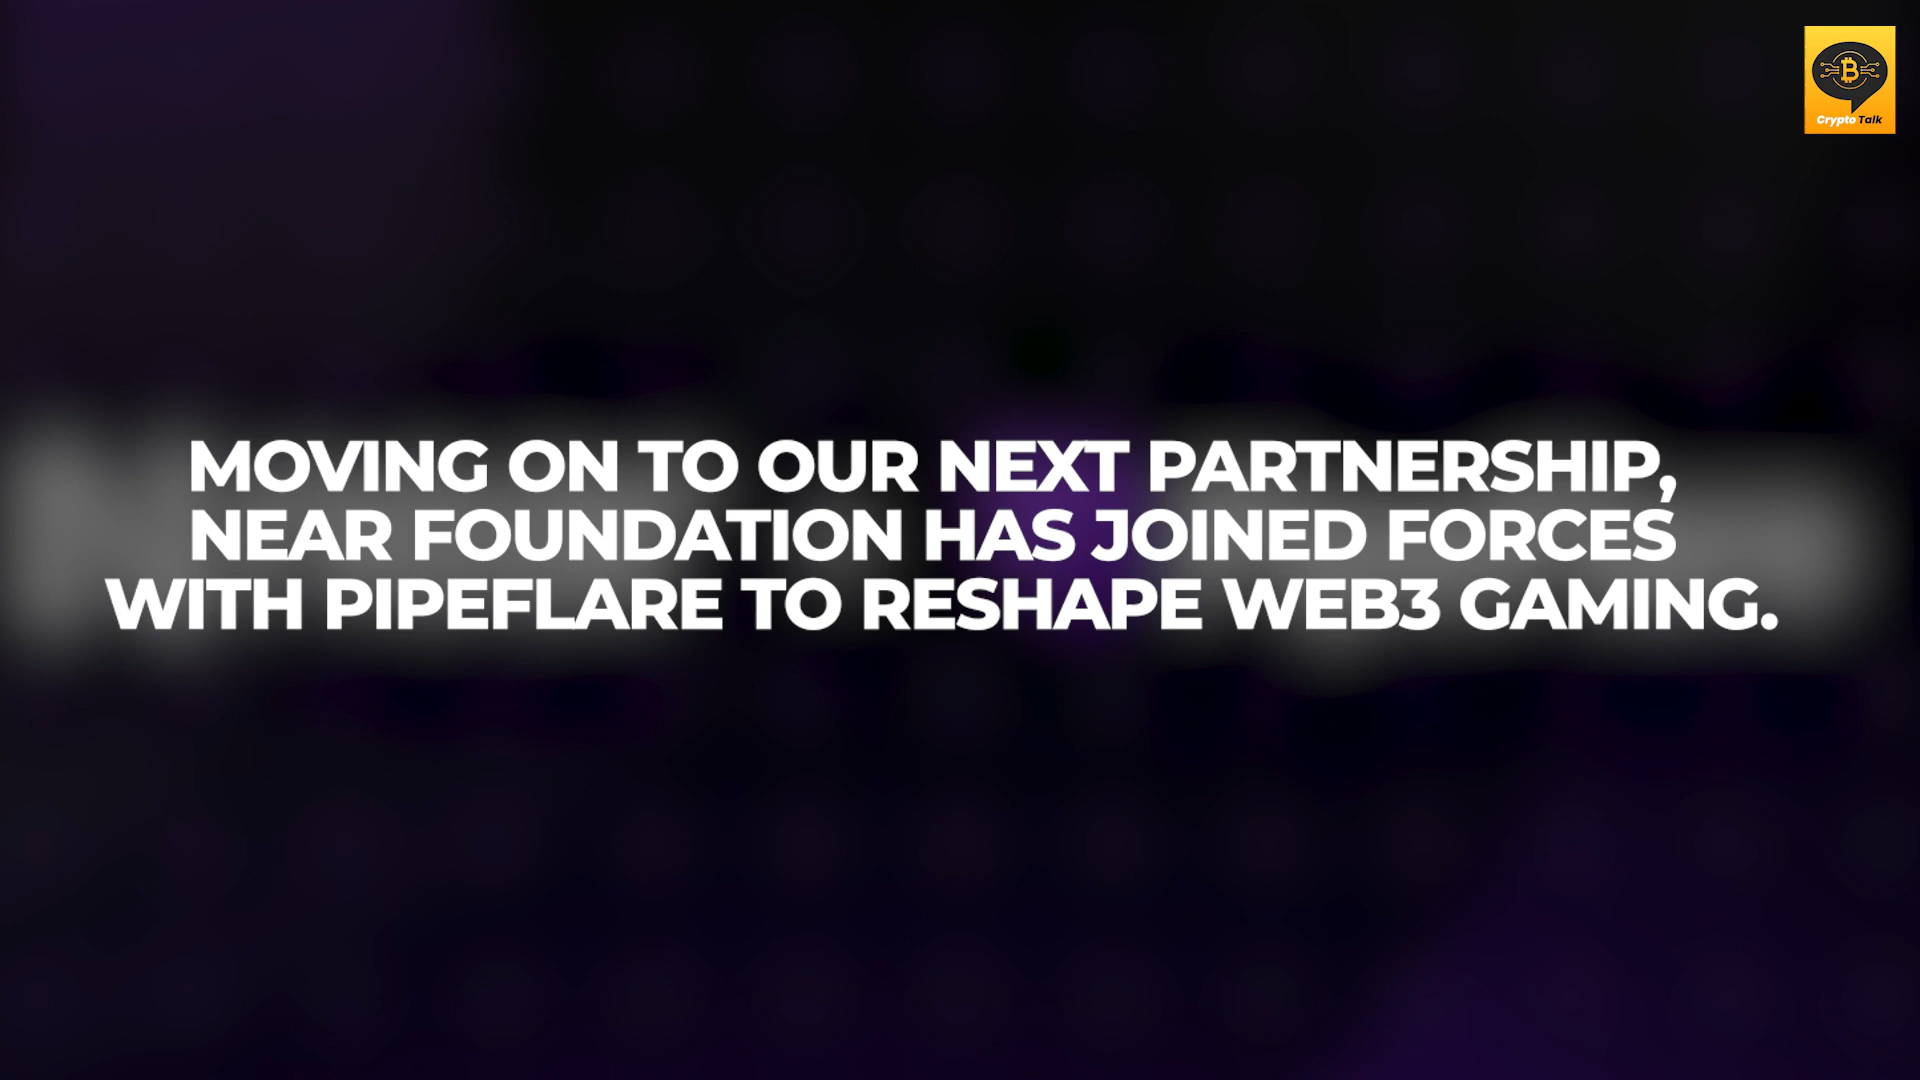 Crypto Talk
MOVING ON TO OUR NEXT PARTNERSHIP,
NEAR FOUNDATION HAS JOINED FORCES
WITH PIPEFLARE TO RESHAPE WEB3 GAMING.